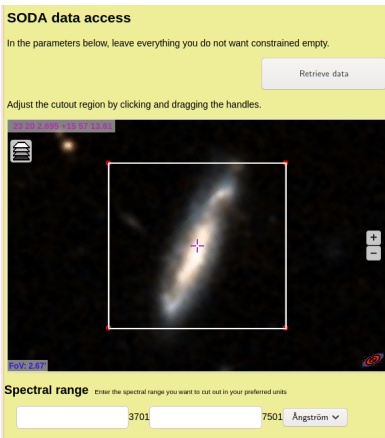 SODA data access
In the parameters below, leave everything you do not want constrained empty.
Retrieve data
Adjust the cutout region by clicking and dragging the handles.
23 20 2.695 +15 57 13.61
+
−
FoV: 2.67'
Spectral range Enter the spectral range you want to cut out in your preferred units
3701 7501 Ångström